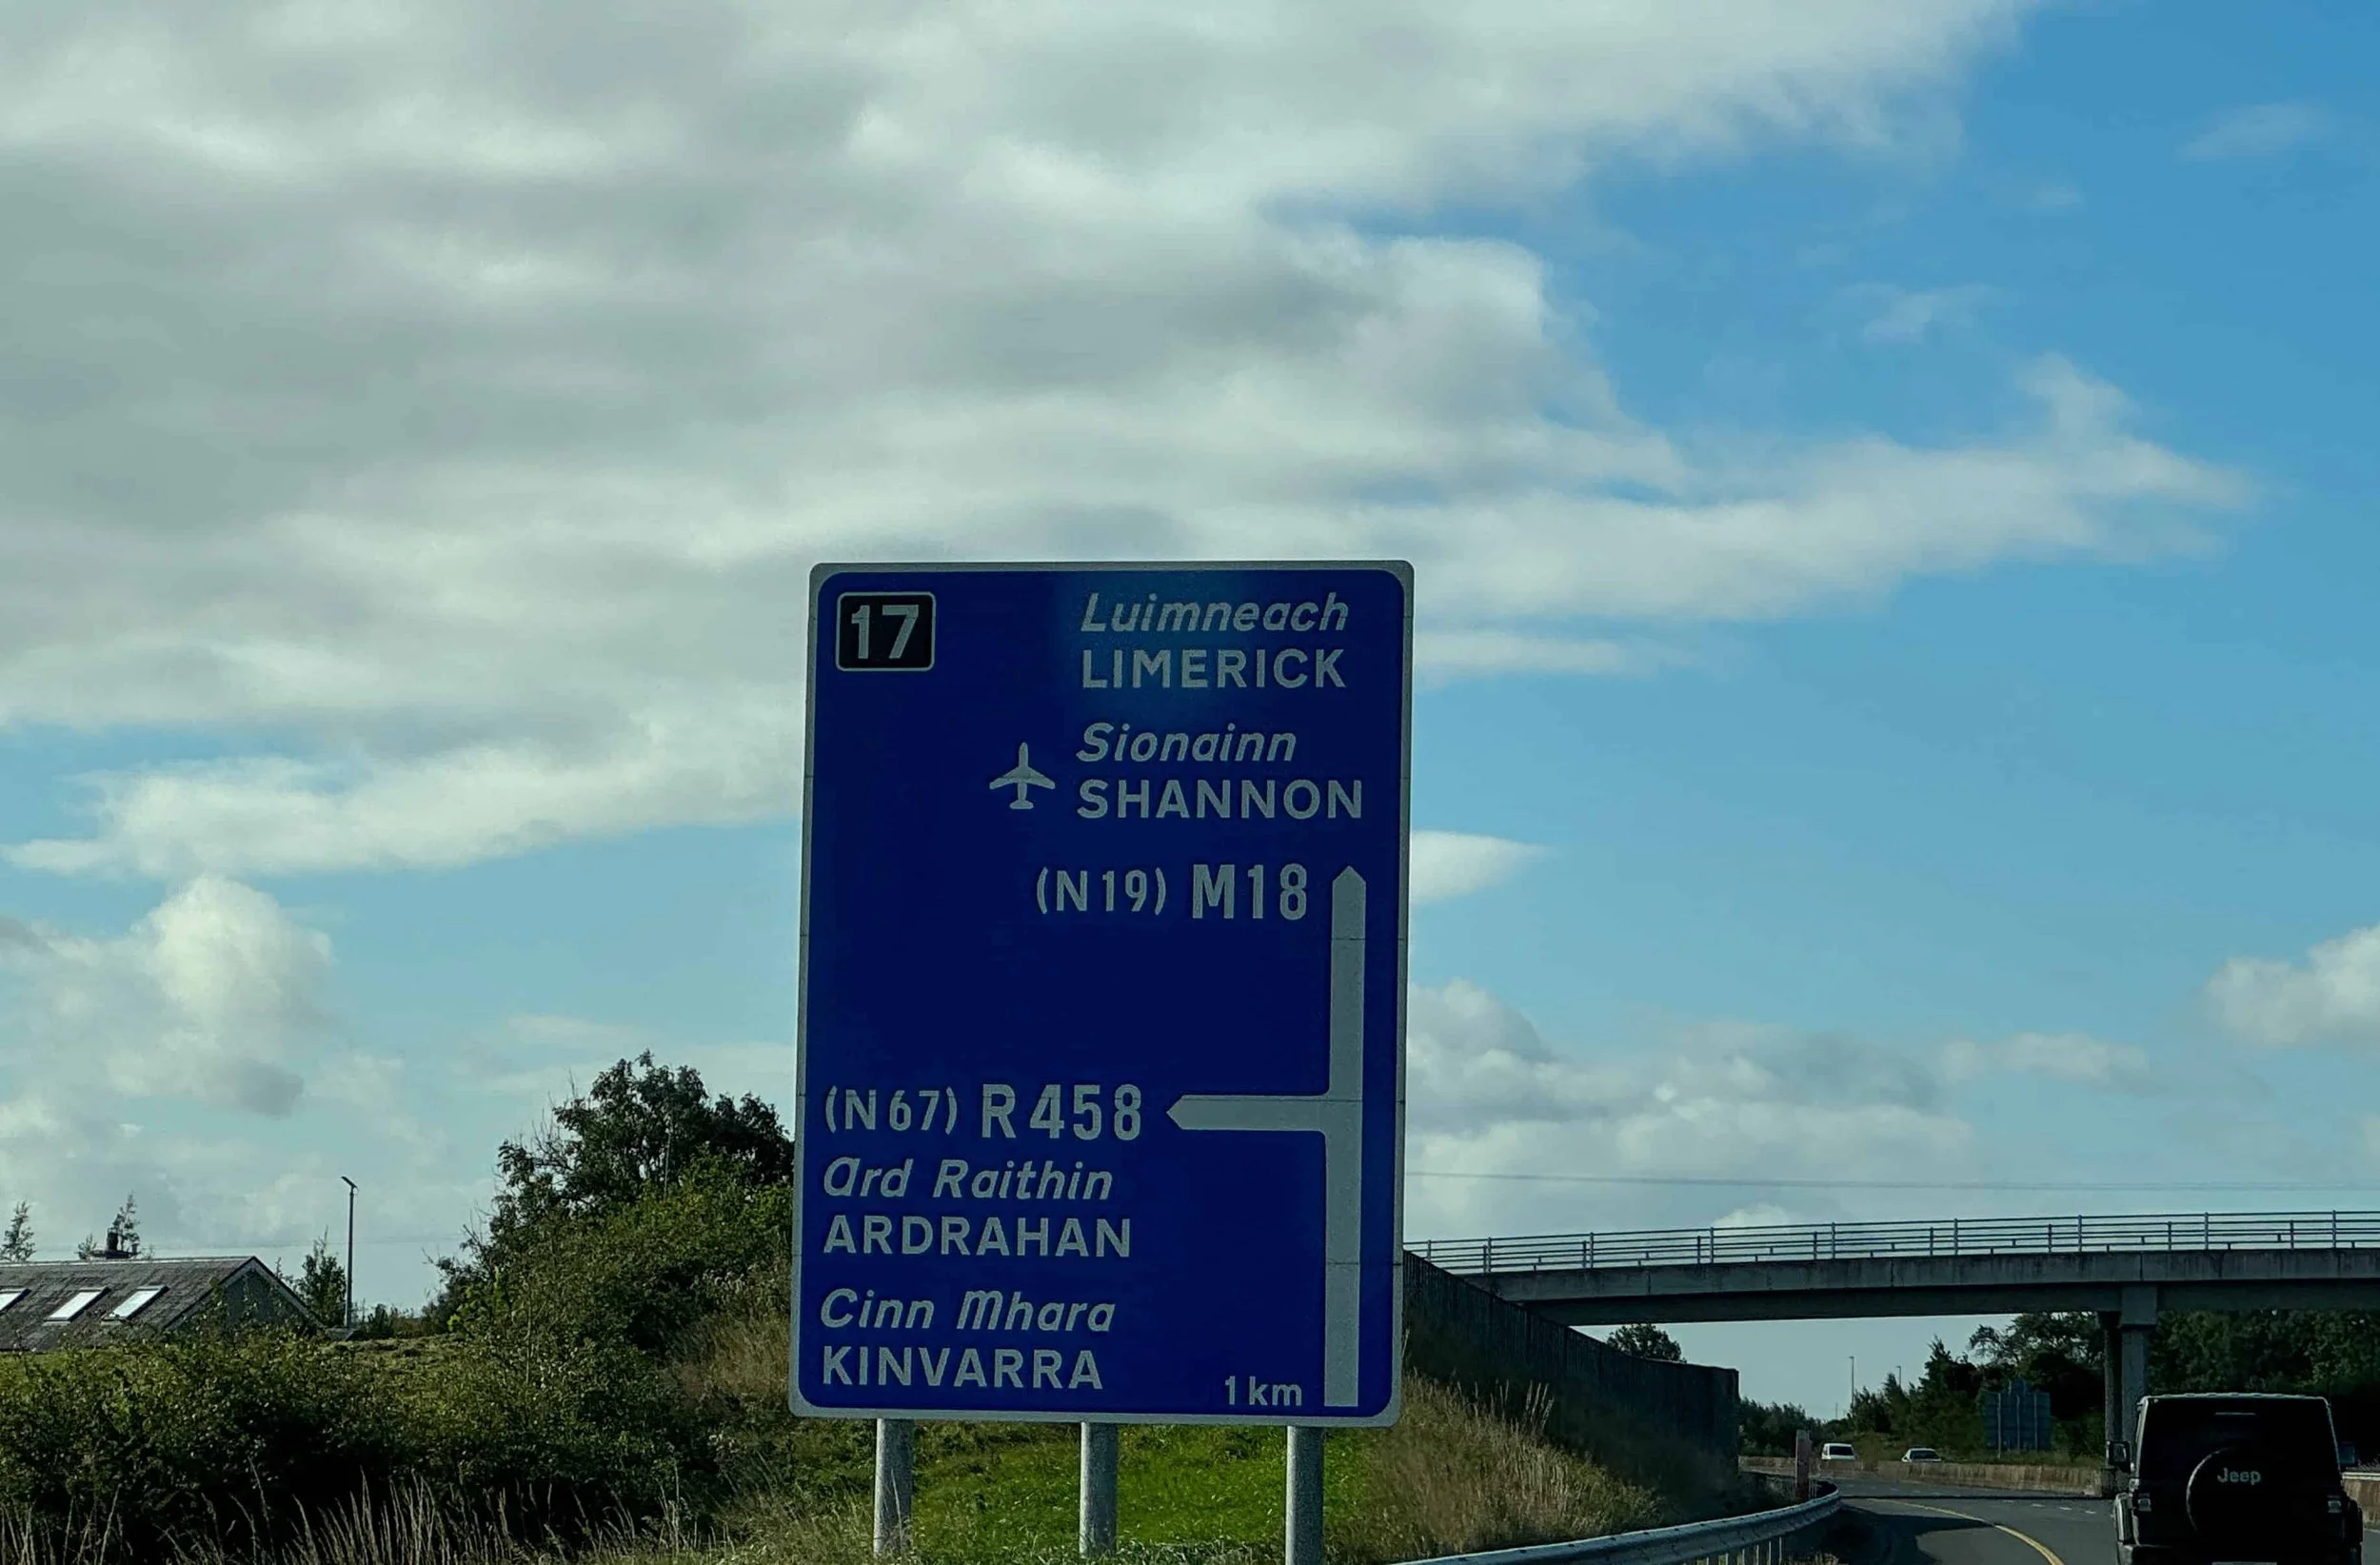 17
Luimneach
LIMERICK
Sionainn
SHANNON
(N19) M18
(N67) R458
Ard Raithin
ARDRAHAN
Cinn Mhara
KINVARRA
1 km
Jeep